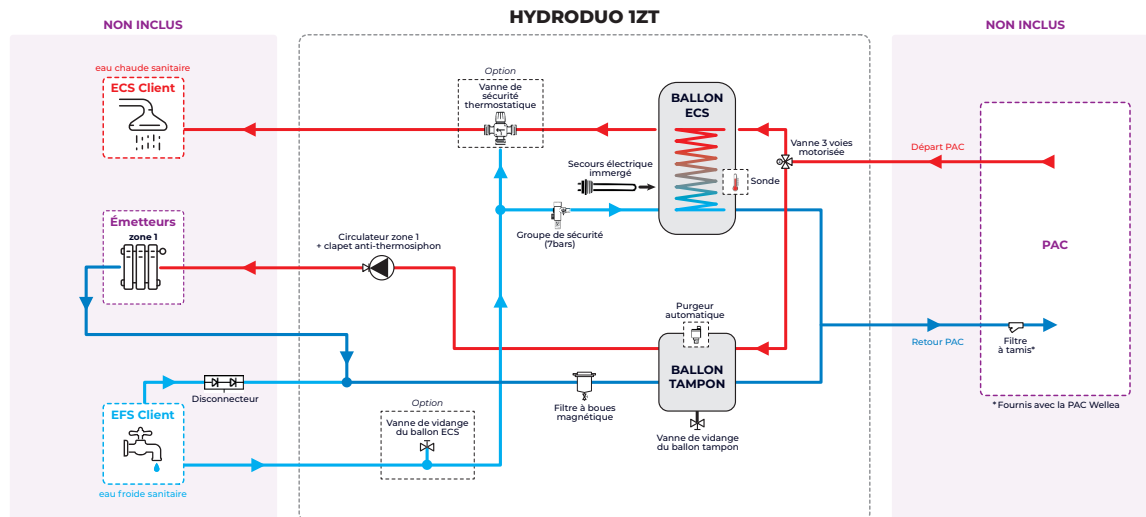 HYDRODUO 1ZT
NON INCLUS
NON INCLUS
eau chaude sanitaire
ECS Client
Option
Vanne de
sécurité
thermostatique
BALLON
ECS
Vanne 3 voies
motorisée
Départ PAC
Secours électrique
immergé
Sonde
Groupe de sécurité
(7bars)
Émetteurs
zone 1
Circulateur zone 1
+ clapet anti-thermosiphon
PAC
Purgeur
automatique
Retour PAC
Filtre
à tamis*
BALLON
TAMPON
Disconnecteur
Filtre à boues
magnétique
*Fournis avec la PAC Wellea
EFS Client
Option
Vanne de vidange
du ballon ECS
Vanne de vidange
du ballon tampon
eau froide sanitaire